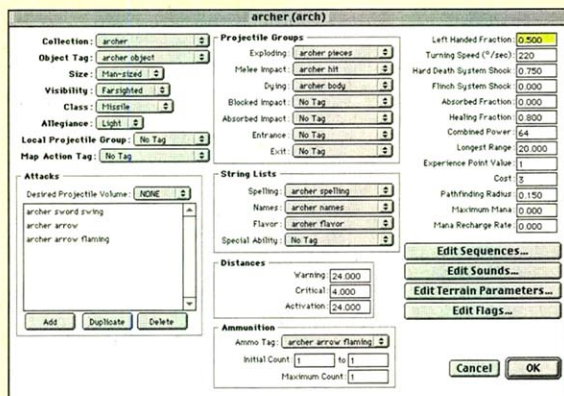 archer (arch)
Collection: archer
Object Tag: archer object
Size: Man-sized
Visibility: Farsighted
Class: Missile
Allegiance: Light
Local Projectile Group: No Tag
Map Action Tag: No Tag
Attacks
Desired Projectile Volume: NONE
archer sword swing
archer arrow
archer arrow flaming
Add Duplicate Delete
Projectile Groups
Exploding: archer pieces
Melee Impact: archer hit
Dying: archer body
Blocked Impact: No Tag
Absorbed Impact: No Tag
Entrance: No Tag
Exit: No Tag
String Lists
Spelling: archer spelling
Names: archer names
Flavor: archer flavor
Special Ability: No Tag
Distances
Warning: 24.000
Critical: 4.000
Activation: 24.000
Ammunition
Ammo Tag: archer arrow flaming
Initial Count: 1 to 1
Maximum Count: 1
Left Handed Fraction: 0.500
Turning Speed (°/sec): 220
Hard Death System Shock: 0.750
Flinch System Shock: 0.000
Absorbed Fraction: 0.000
Healing Fraction: 0.800
Combined Power: 64
Longest Range: 20.000
Experience Point Value: 1
Cost: 3
Pathfinding Radius: 0.150
Maximum Mana: 0.000
Mana Recharge Rate: 0.000
Edit Sequences...
Edit Sounds...
Edit Terrain Parameters...
Edit Flags...
Cancel OK